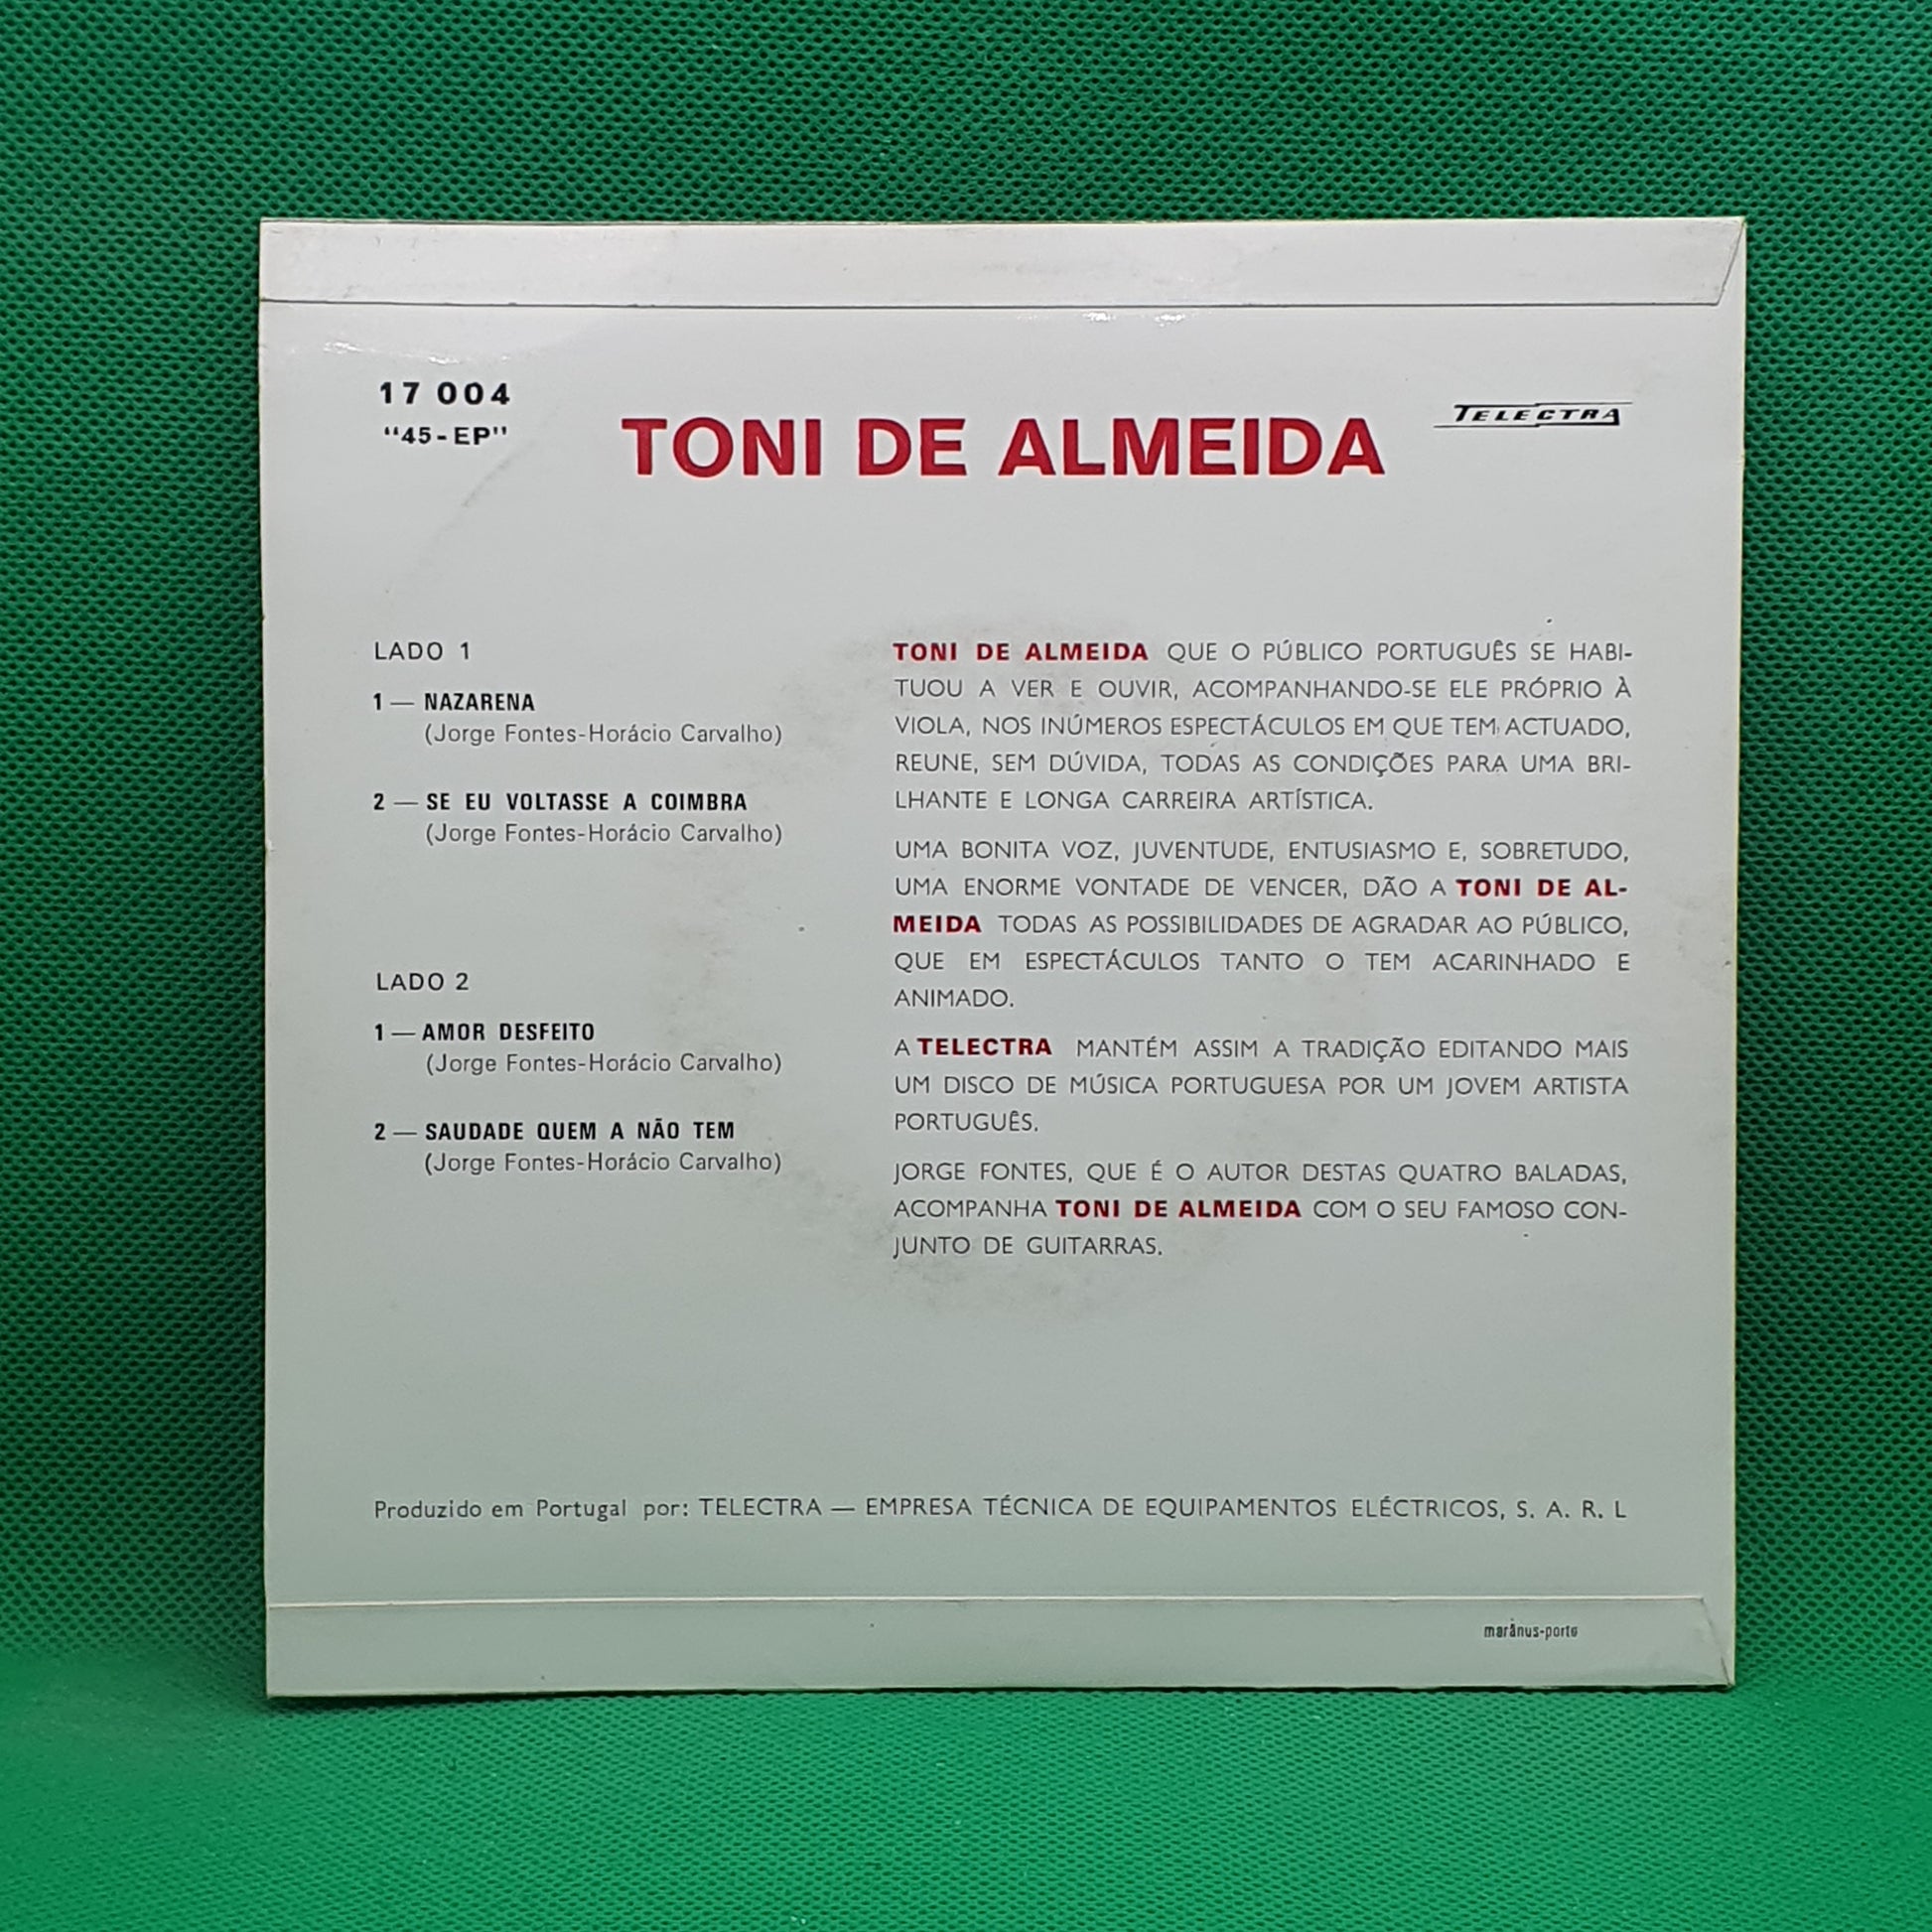 17 004
"45-EP"
TONI DE ALMEIDA
TELECTRA
LADO 1
1 — NAZARENA
(Jorge Fontes-Horácio Carvalho)
2 — SE EU VOLTASSE A COIMBRA
(Jorge Fontes-Horácio Carvalho)
LADO 2
1 — AMOR DESFEITO
(Jorge Fontes-Horácio Carvalho)
2 — SAUDADE QUEM A NÃO TEM
(Jorge Fontes-Horácio Carvalho)
TONI DE ALMEIDA QUE O PÚBLICO PORTUGUÊS SE HABI-
TUOU A VER E OUVIR, ACOMPANHANDO-SE ELE PRÓPRIO À
VIOLA, NOS INÚMEROS ESPECTÁCULOS EM QUE TEM ACTUADO,
REUNE, SEM DÚVIDA, TODAS AS CONDIÇÕES PARA UMA BRI-
LHANTE E LONGA CARREIRA ARTÍSTICA.
UMA BONITA VOZ, JUVENTUDE, ENTUSIASMO E, SOBRETUDO,
UMA ENORME VONTADE DE VENCER, DÃO A TONI DE AL-
MEIDA TODAS AS POSSIBILIDADES DE AGRADAR AO PÚBLICO,
QUE EM ESPECTÁCULOS TANTO O TEM ACARINHADO E
ANIMADO.
A TELECTRA MANTÉM ASSIM A TRADIÇÃO EDITANDO MAIS
UM DISCO DE MÚSICA PORTUGUESA POR UM JOVEM ARTISTA
PORTUGUÊS.
JORGE FONTES, QUE É O AUTOR DESTAS QUATRO BALADAS,
ACOMPANHA TONI DE ALMEIDA COM O SEU FAMOSO CON-
JUNTO DE GUITARRAS.
Produzido em Portugal por: TELECTRA — EMPRESA TÉCNICA DE EQUIPAMENTOS ELÉCTRICOS, S. A. R. L
marânus-porto